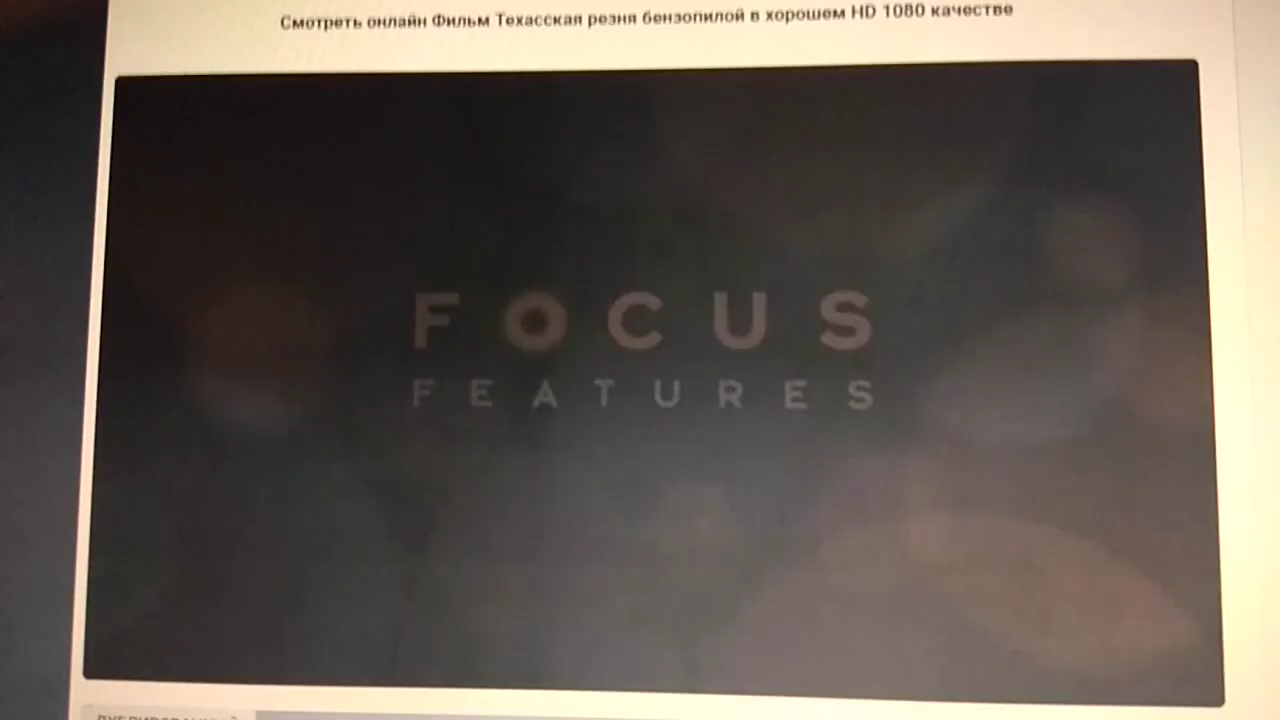 Смотреть онлайн Фильм Техасская резня бензопилой в хорошем HD 1080 качестве
FOCUS
FEATURES